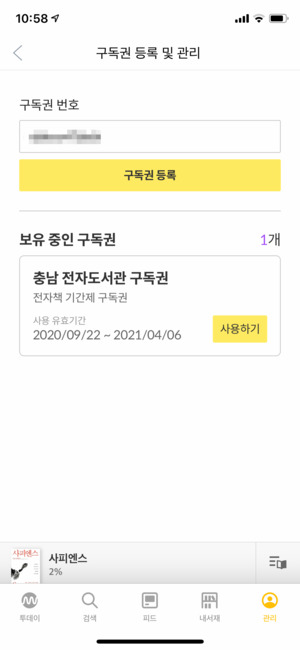 10:58
구독권 등록 및 관리
구독권 번호
구독권 등록
보유 중인 구독권 1개
충남 전자도서관 구독권
전자책 기간제 구독권
사용 유효기간
2020/09/22 ~ 2021/04/06
사용하기
사피엔스
사피엔스
2%
투데이 검색 피드 내서재 관리